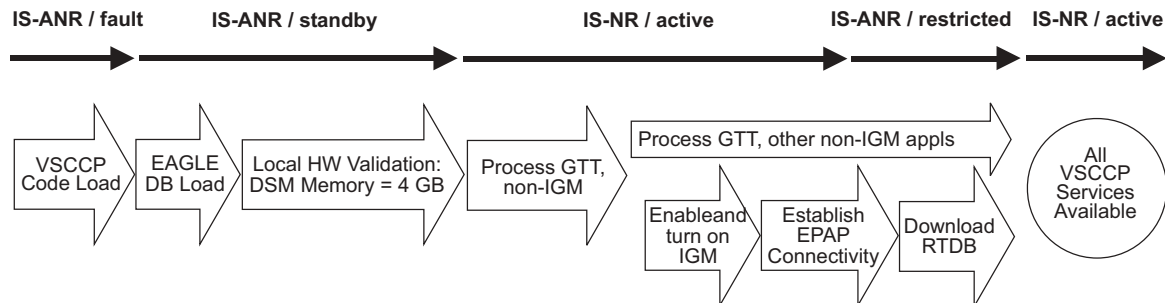 IS-ANR / fault
IS-ANR / standby
IS-NR / active
IS-ANR / restricted
IS-NR / active
VSCCP
Code Load
EAGLE
DB Load
Local HW Validation:
DSM Memory = 4 GB
Process GTT,
non-IGM
Process GTT, other non-IGM appls
Enableand
turn on
IGM
Establish
EPAP
Connectivity
Download
RTDB
All
VSCCP
Services
Available